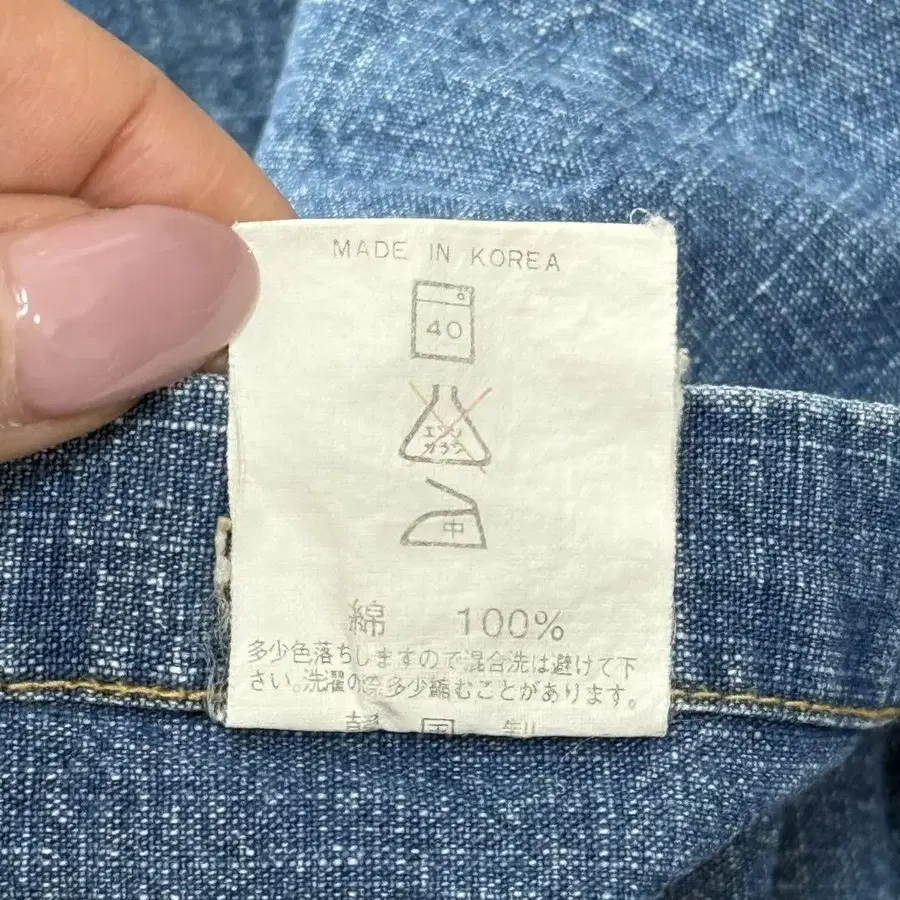 MADE IN KOREA
40
エンソ
カラン
中
綿 100%
多少色落ちしますので混合洗は避けて下
さい。洗濯の際多少縮むことがあります。
韓国製